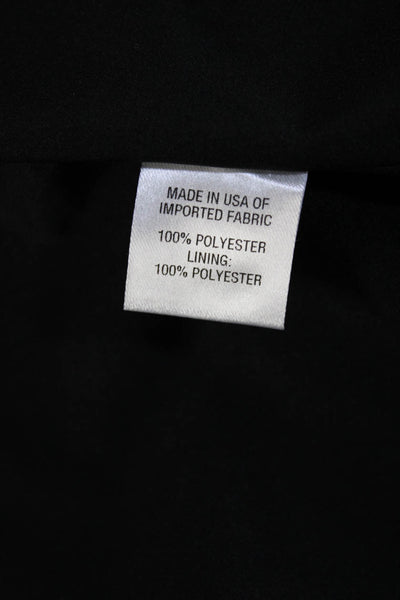 MADE IN USA OF
IMPORTED FABRIC
100% POLYESTER
LINING:
100% POLYESTER